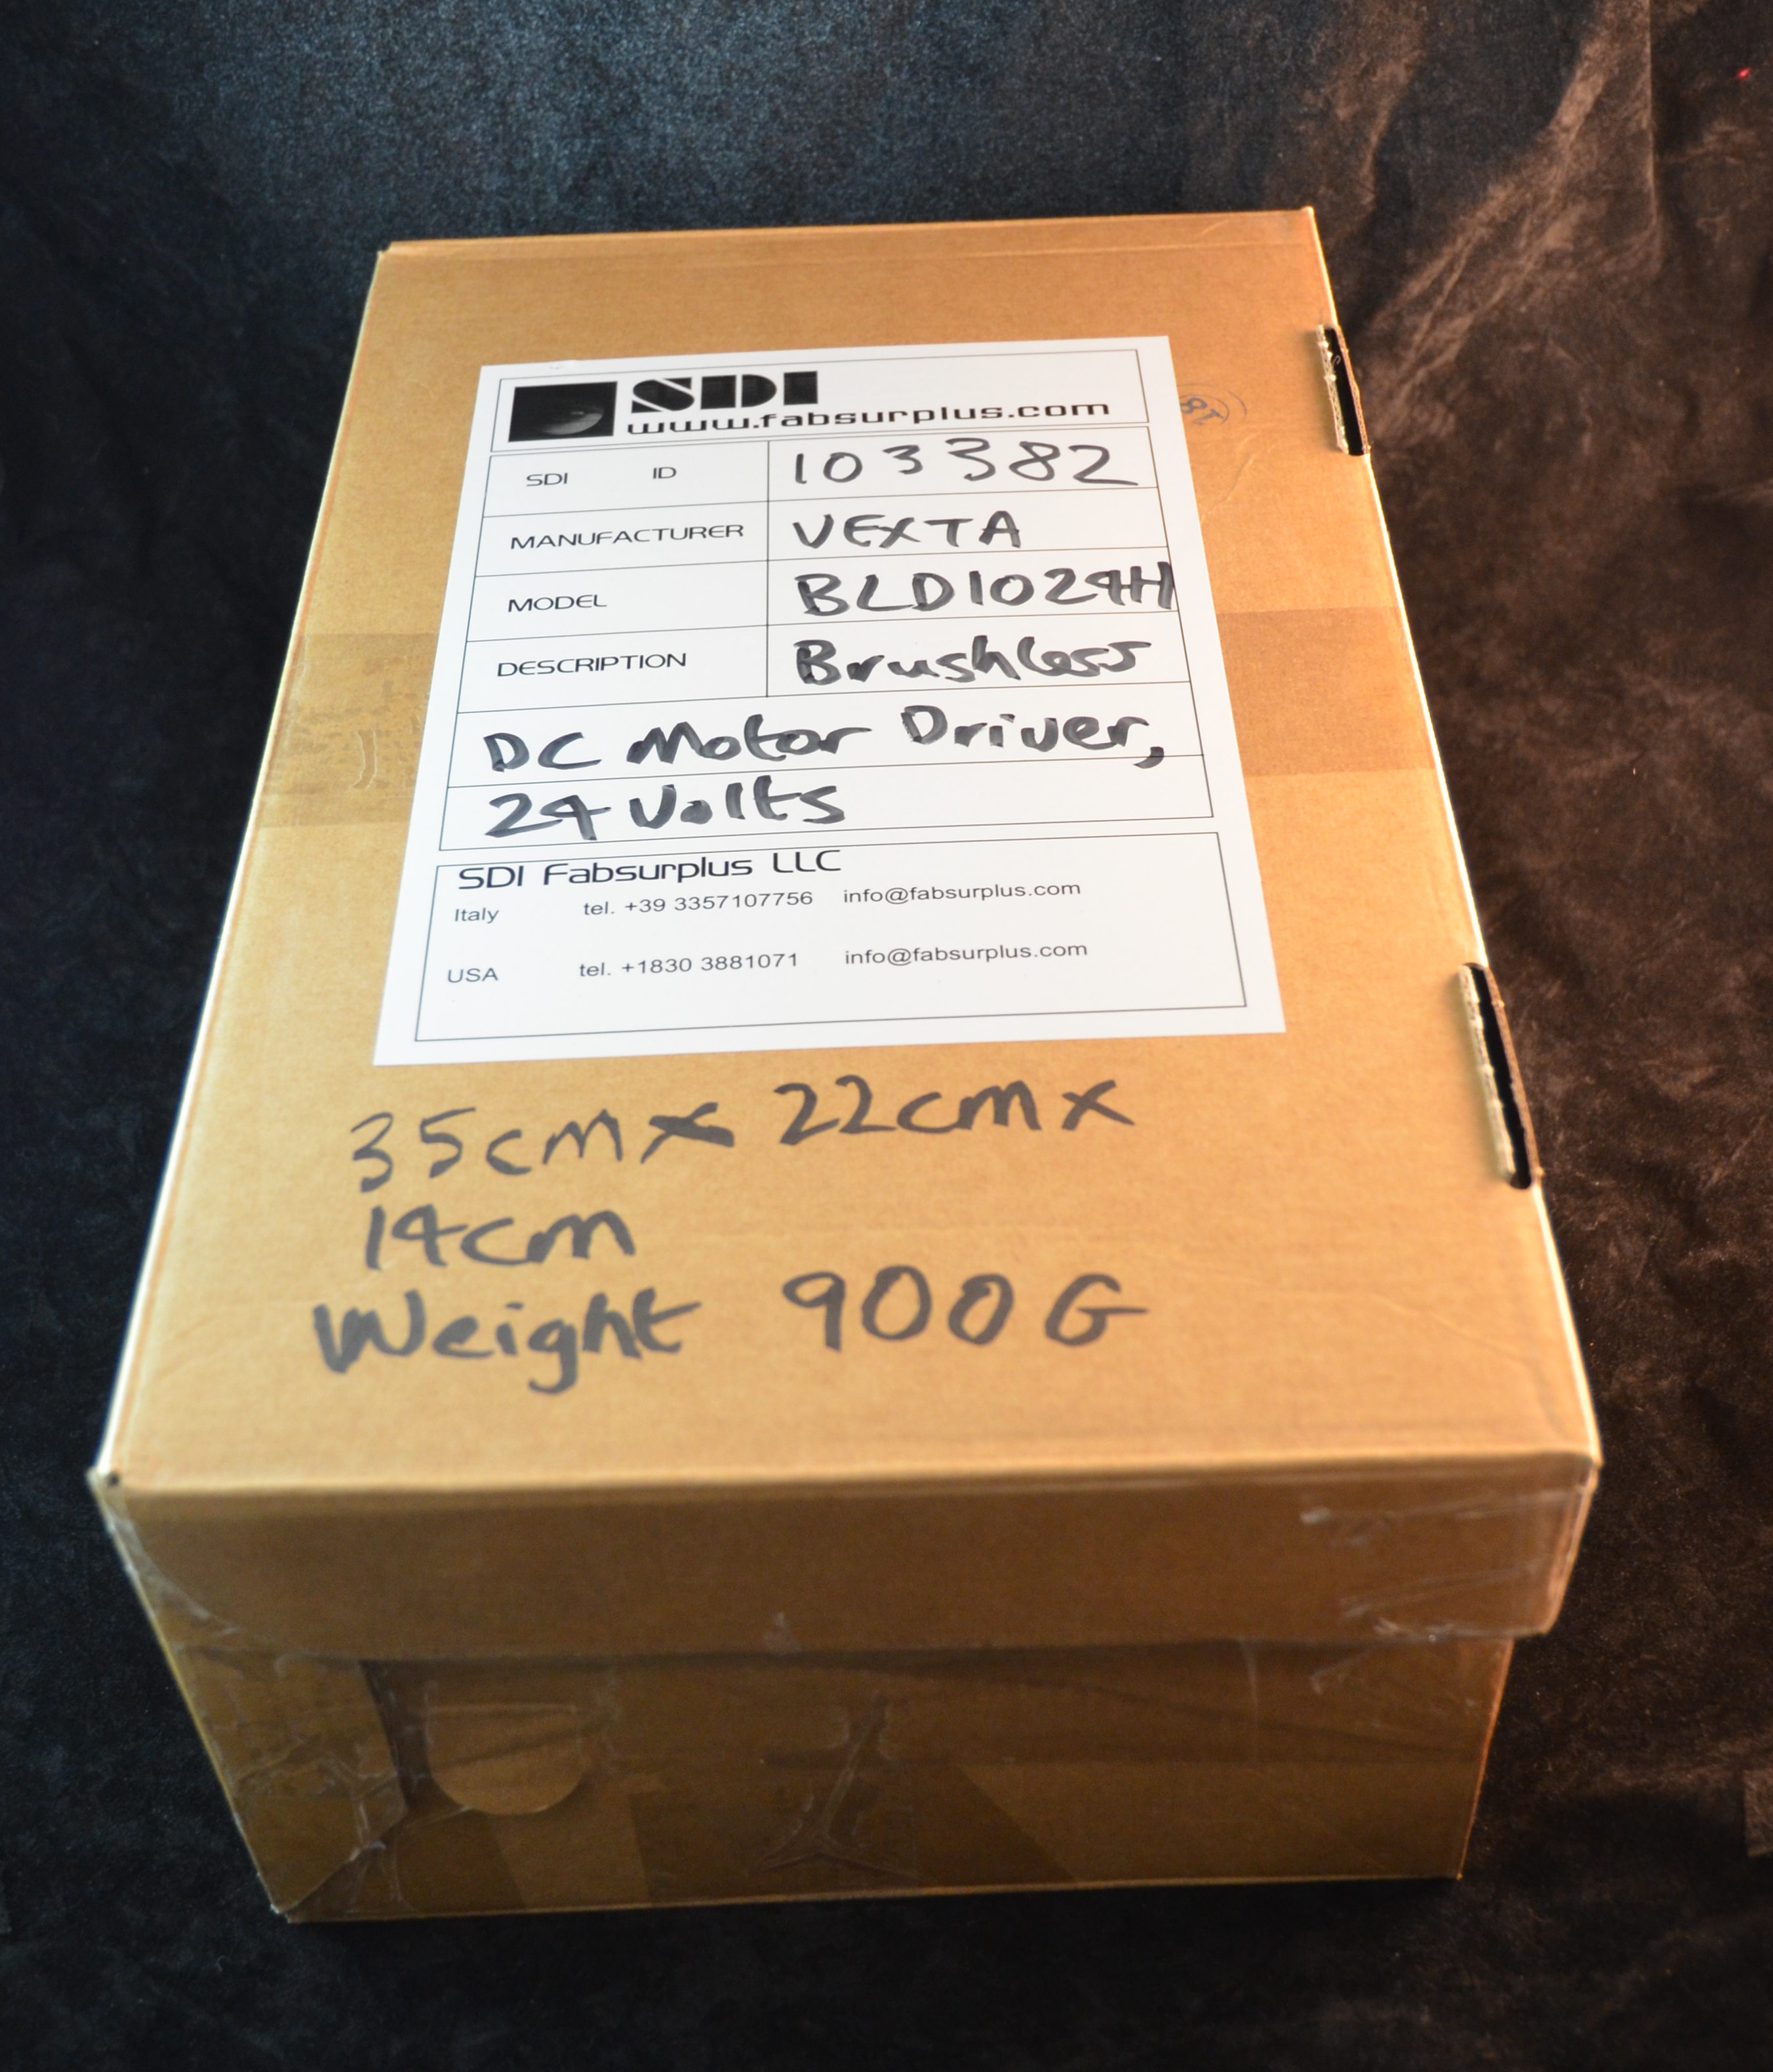 SDI
www.fabsurplus.com
SDI ID 103382
MANUFACTURER VEXTA
MODEL BLD1024H
DESCRIPTION Brushless
DC Motor Driver,
24 Volts
SDI Fabsurplus LLC
Italy tel. +39 3357107756 info@fabsurplus.com
USA tel. +1830 3881071 info@fabsurplus.com
35cm x 22cm x
14cm
Weight 900G